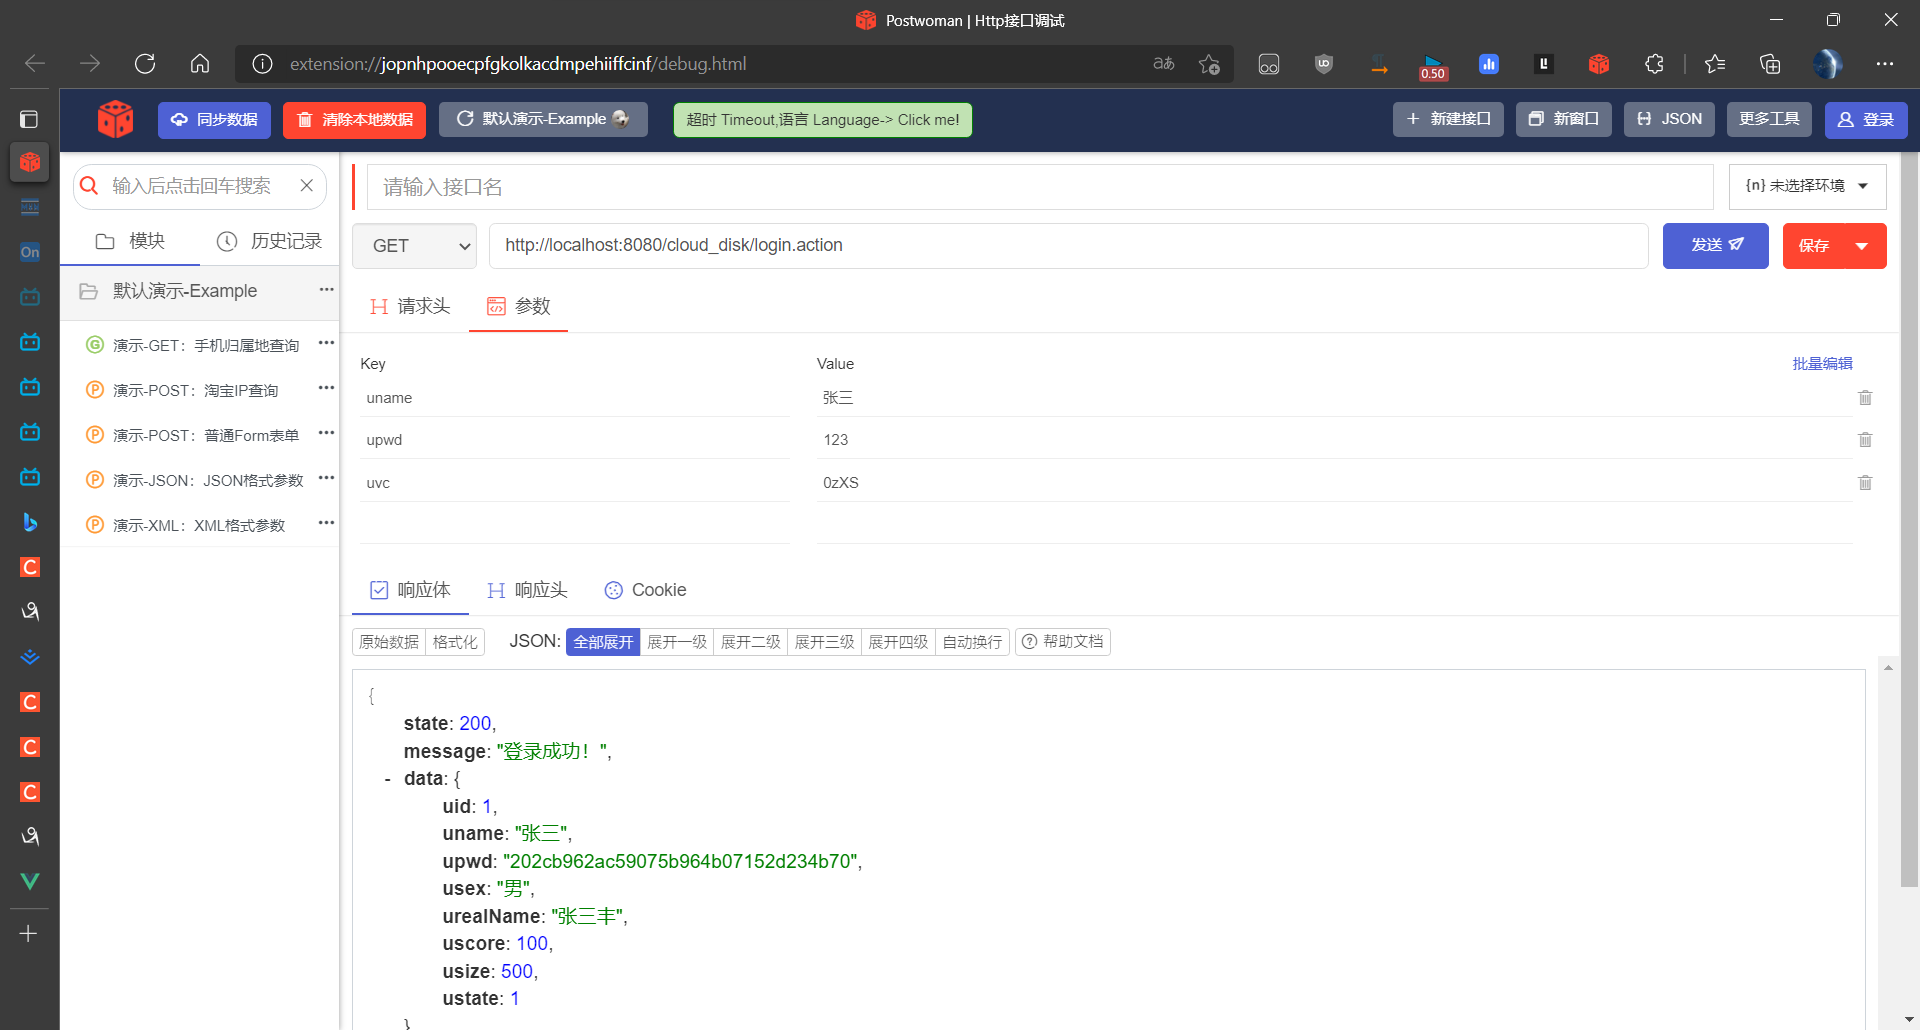 Postwoman | Http接口调试
extension://jopnhpooecpfgkolkacdmpehiiffcinf/debug.html
aあ
0.50
同步数据
清除本地数据
默认演示-Example
超时 Timeout,语言 Language-> Click me!
新建接口
新窗口
JSON
更多工具
登录
输入后点击回车搜索
请输入接口名
{n} 未选择环境
模块
历史记录
GET
http://localhost:8080/cloud_disk/login.action
发送
保存
On
默认演示-Example
请求头
参数
G 演示-GET：手机归属地查询
P 演示-POST：淘宝IP查询
P 演示-POST：普通Form表单
P 演示-JSON：JSON格式参数
P 演示-XML：XML格式参数
Key
Value
批量编辑
uname
张三
upwd
123
uvc
0zXS
响应体
响应头
Cookie
原始数据
格式化
JSON:
全部展开
展开一级
展开二级
展开三级
展开四级
自动换行
帮助文档
{
state: 200,
message: "登录成功！",
- data: {
uid: 1,
uname: "张三",
upwd: "202cb962ac59075b964b07152d234b70",
usex: "男",
urealName: "张三丰",
uscore: 100,
usize: 500,
ustate: 1
}